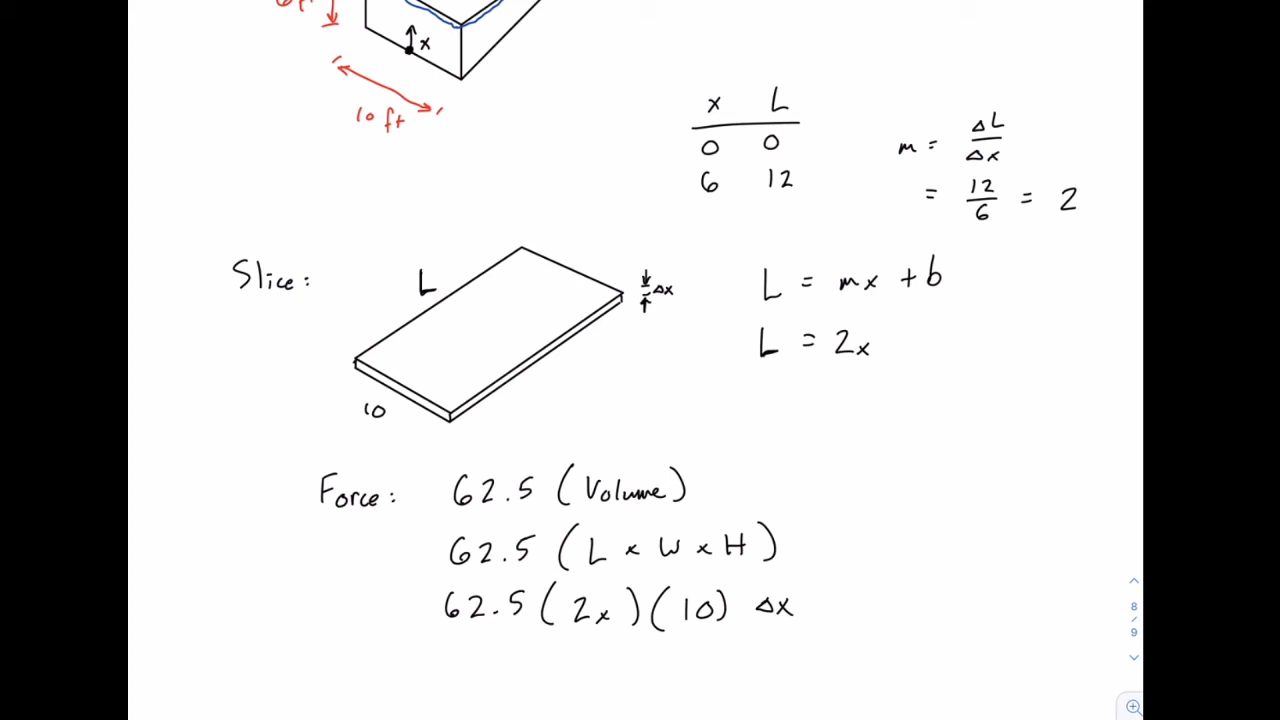 x
10 ft
x L
0 0
6 12
m = ΔL/Δx
= 12/6 = 2
Slice:
L
Δx
10
L = mx + b
L = 2x
Force: 62.5 (Volume)
62.5 (L x W x H)
62.5 (2x)(10) Δx
8
/
9